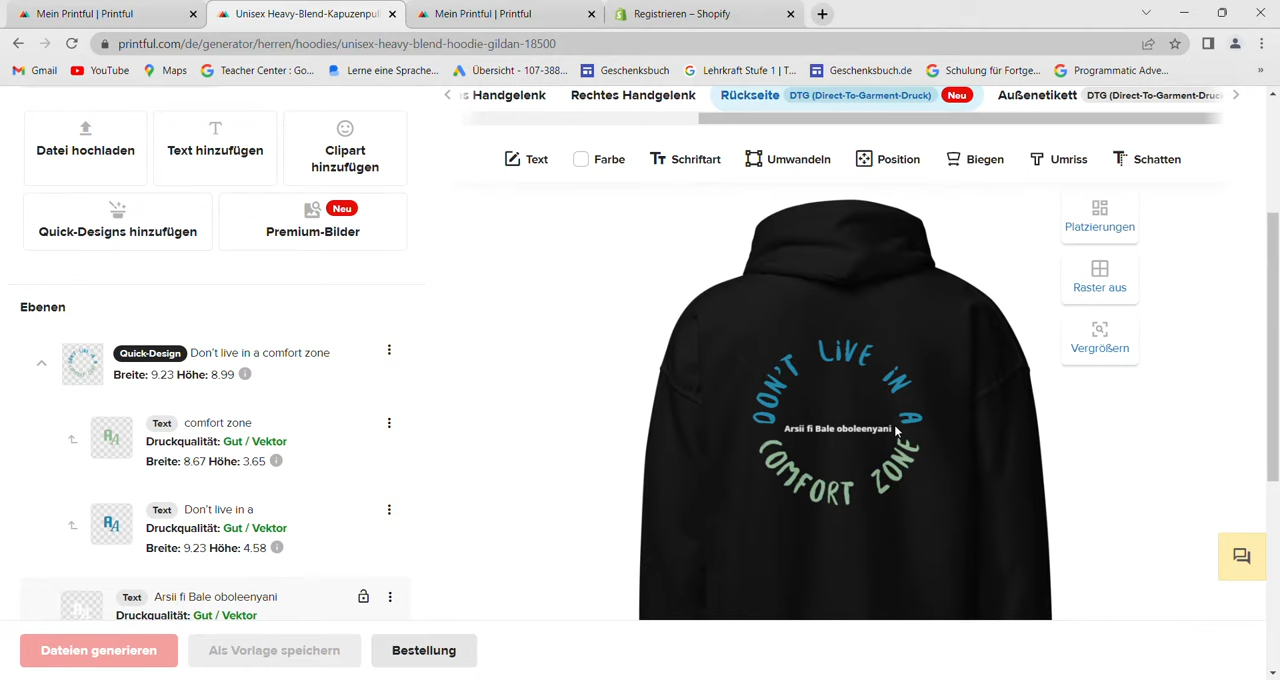 Mein Printful | Printful
Unisex Heavy-Blend-Kapuzenpull
Mein Printful | Printful
Registrieren – Shopify
printful.com/de/generator/herren/hoodies/unisex-heavy-blend-hoodie-gildan-18500
Gmail
YouTube
Maps
Teacher Center : Go...
Lerne eine Sprache...
Übersicht - 107-388...
Geschenksbuch
Lehrkraft Stufe 1 | T...
Geschenksbuch.de
Schulung für Fortge...
Programmatic Adve...
»
s Handgelenk
Rechtes Handgelenk
Rückseite DTG (Direct-To-Garment-Druck) Neu
Außenetikett DTG (Direct-To-Garment-Druck
Datei hochladen
Text hinzufügen
Clipart
hinzufügen
Quick-Designs hinzufügen
Neu
Premium-Bilder
Text
Farbe
Schriftart
Umwandeln
Position
Biegen
Umriss
Schatten
Platzierungen
Raster aus
Vergrößern
DON'T LIVE IN A
Arsii fi Bale oboleenyani
COMFORT ZONE
Ebenen
Quick-Design Don't live in a comfort zone
Breite: 9.23 Höhe: 8.99
Text comfort zone
Druckqualität: Gut / Vektor
Breite: 8.67 Höhe: 3.65
Text Don't live in a
Druckqualität: Gut / Vektor
Breite: 9.23 Höhe: 4.58
Text Arsii fi Bale oboleenyani
Druckqualität: Gut / Vektor
Dateien generieren
Als Vorlage speichern
Bestellung